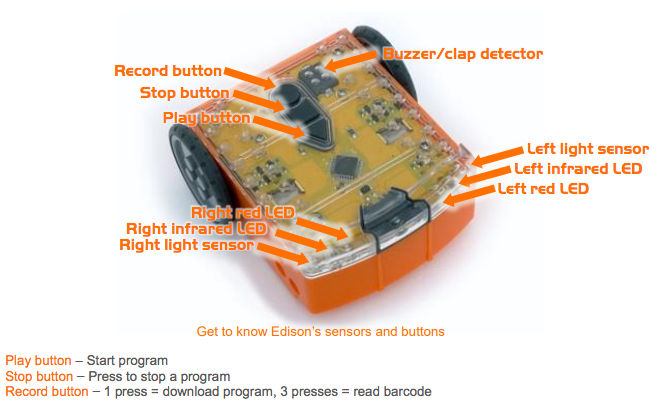 Buzzer/clap detector
Record button
Stop button
Play button
Left light sensor
Left infrared LED
Left red LED
Right red LED
Right infrared LED
Right light sensor
Get to know Edison's sensors and buttons
Play button – Start program
Stop button – Press to stop a program
Record button – 1 press = download program, 3 presses = read barcode